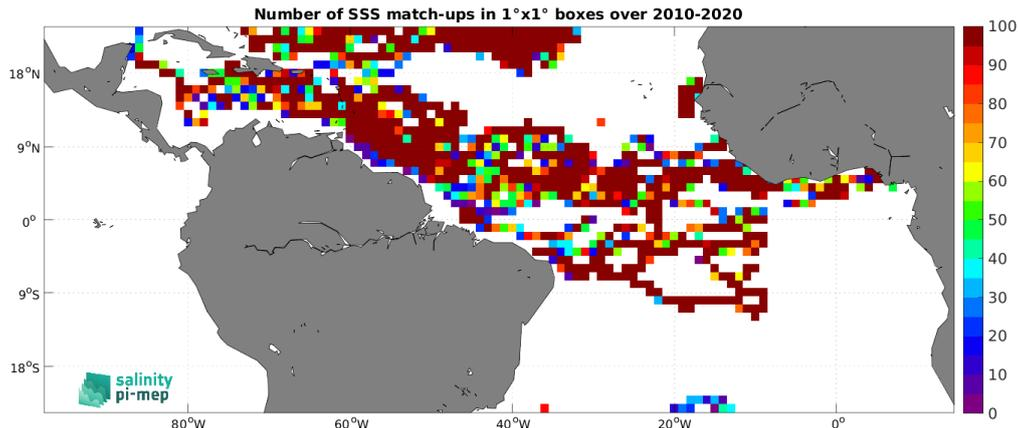 Number of SSS match-ups in 1°x1° boxes over 2010-2020
18°N
9°N
0°
9°S
18°S
80°W
60°W
40°W
20°W
0°
100
90
80
70
60
50
40
30
20
10
0
salinity
pi-mep